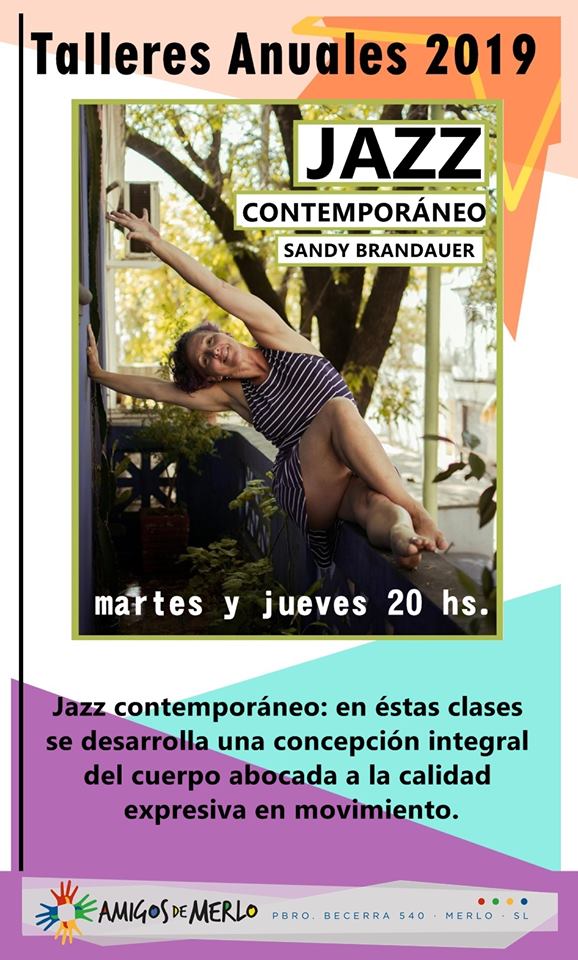 Talleres Anuales 2019
JAZZ
CONTEMPORÁNEO
SANDY BRANDAUER
martes y jueves 20 hs.
Jazz contemporáneo: en éstas clases
se desarrolla una concepción integral
del cuerpo abocada a la calidad
expresiva en movimiento.
AMIGOS DE MERLO PBRO. BECERRA 540 · MERLO · SL